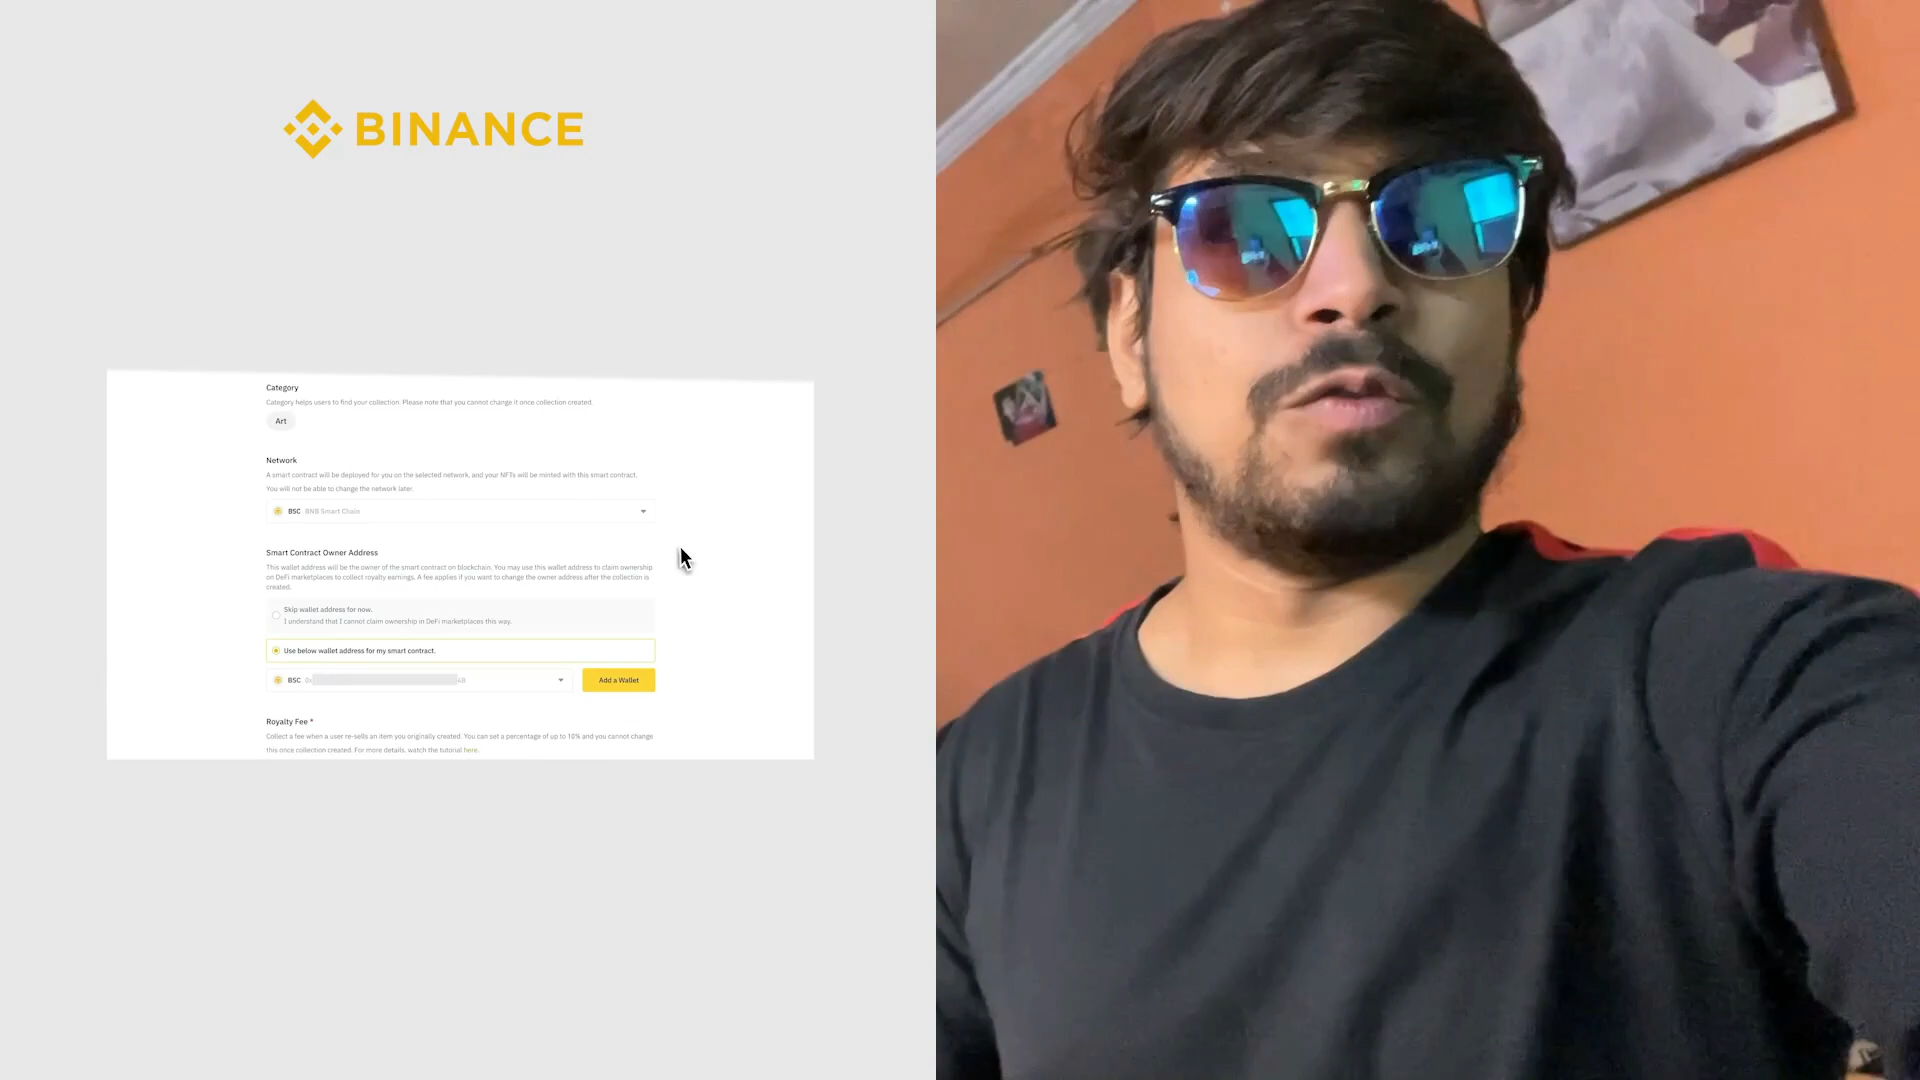 BINANCE
Category
Category helps users to find your collection. Please note that you cannot change it once collection created.
Art
Network
A smart contract will be deployed for you on the selected network, and your NFTs will be minted with this smart contract.
You will not be able to change the network later.
BSC BNB Smart Chain
Smart Contract Owner Address
This wallet address will be the owner of the smart contract on blockchain. You may use this wallet address to claim ownership
on DeFi marketplaces to collect royalty earnings. A fee applies if you want to change the owner address after the collection is
created.
Skip wallet address for now.
I understand that I cannot claim ownership in DeFi marketplaces this way.
Use below wallet address for my smart contract.
BSC 0x
Add a Wallet
Royalty Fee *
Collect a fee when a user re-sells an item you originally created. You can set a percentage of up to 10% and you cannot change
this once collection created. For more details, watch the tutorial here.